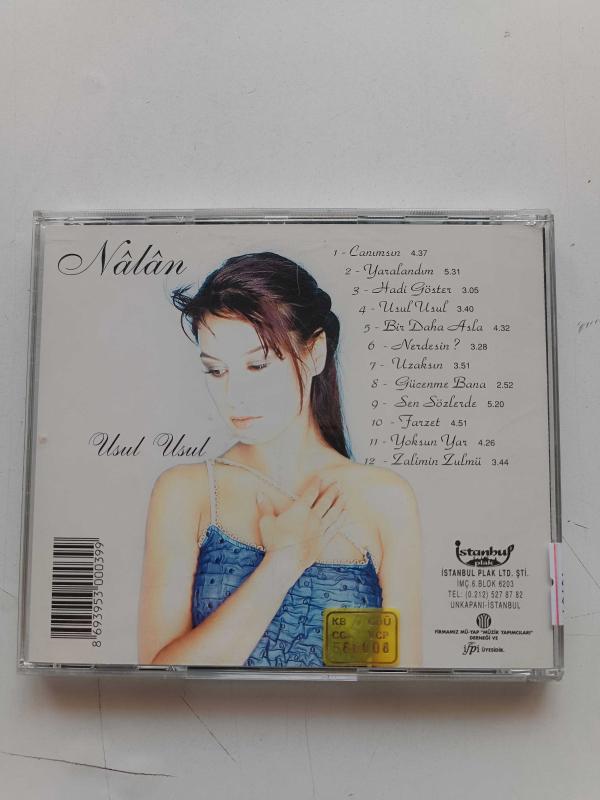 Nâlân
1 - Canımsın 4.37
2 - Yaralandım 5.31
3 - Hadi Göster 3.05
4 - Usul Usul 3.40
5 - Bir Daha Asla 4.32
6 - Nerdesin ? 3.28
7 - Uzaksın 3.51
8 - Gücenme Bana 2.52
9 - Sen Sözlerde 5.20
10 - Farzet 4.51
11 - Yoksun Yar 4.26
12 - Zalimin Zulmü 3.44
Usul Usul
8 693953 000399
istanbul
plak
İSTANBUL PLAK LTD. ŞTİ.
İMÇ.6.BLOK 6203
TEL: (0.212) 527 87 82
UNKAPANI-İSTANBUL
FİRMAMIZ MÜ-YAP "MÜZİK YAPIMCILARI"
DERNEĞİ VE
ifpi ÜYESİDİR.
KB